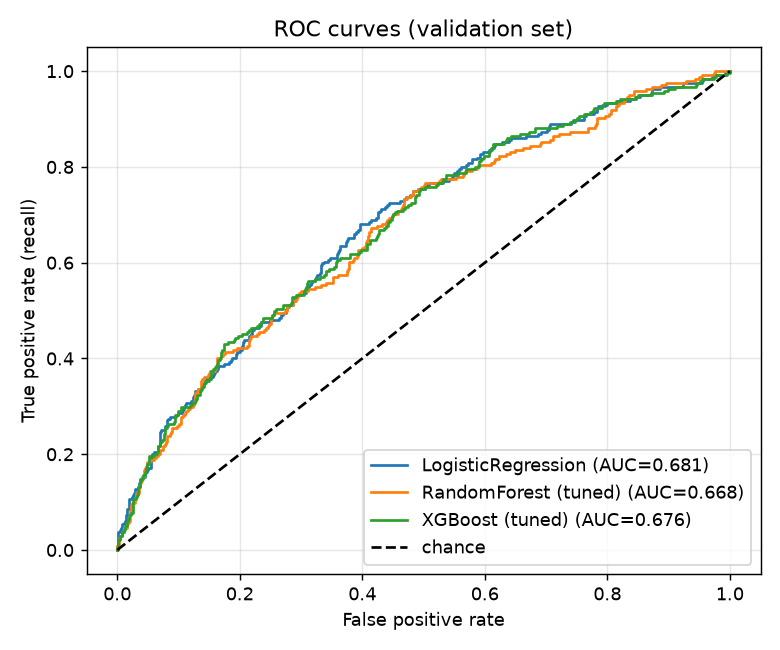 ROC curves (validation set)
True positive rate (recall)
1.0
0.8
0.6
0.4
0.2
0.0
LogisticRegression (AUC=0.681)
RandomForest (tuned) (AUC=0.668)
XGBoost (tuned) (AUC=0.676)
chance
0.0 0.2 0.4 0.6 0.8 1.0
False positive rate